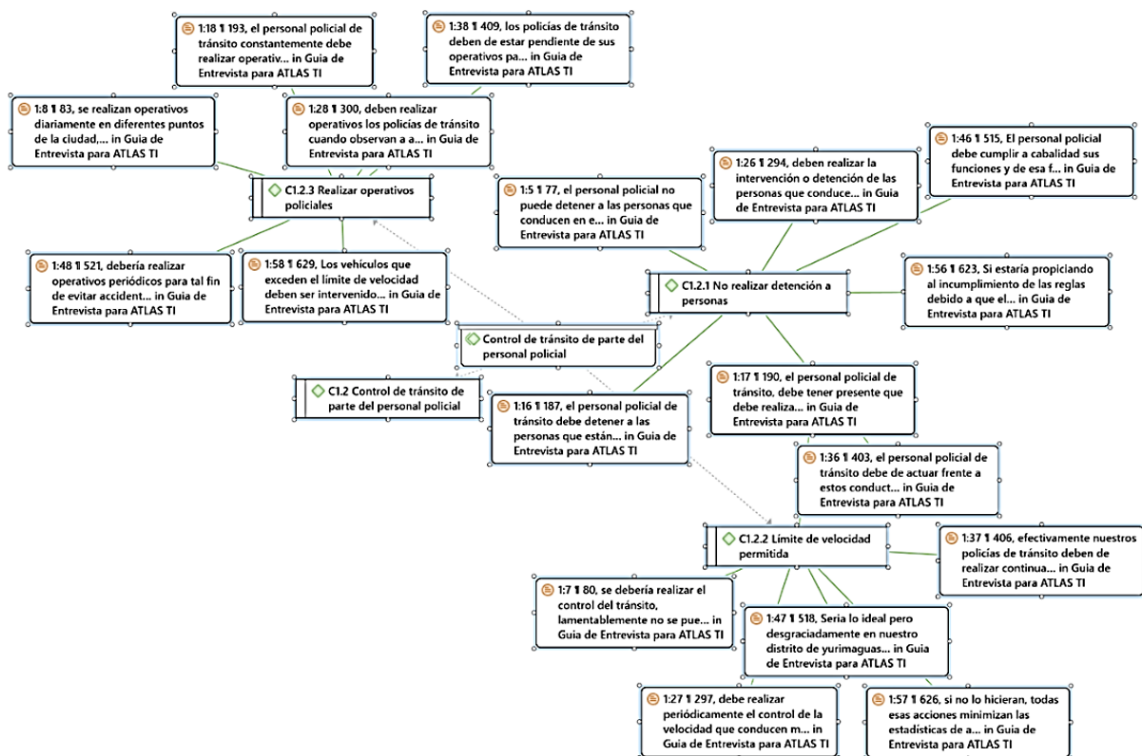 1:18 ¶ 193, el personal policial de
tránsito constantemente debe
realizar operativ... in Guia de
Entrevista para ATLAS TI
1:38 ¶ 409, los policías de tránsito
deben de estar pendiente de sus
operativos pa... in Guia de
Entrevista para ATLAS TI
1:8 ¶ 83, se realizan operativos
diariamente en diferentes puntos
de la ciudad,... in Guia de
Entrevista para ATLAS TI
1:28 ¶ 300, deben realizar
operativos los policías de tránsito
cuando observan a a... in Guia de
Entrevista para ATLAS TI
C1.2.3 Realizar operativos
policiales
1:48 ¶ 521, debería realizar
operativos periódicos para tal fin
de evitar accident... in Guia de
Entrevista para ATLAS TI
1:58 ¶ 629, Los vehículos que
exceden el límite de velocidad
deben ser intervenido... in Guia de
Entrevista para ATLAS TI
1:5 ¶ 77, el personal policial no
puede detener a las personas que
conducen en e... in Guia de
Entrevista para ATLAS TI
1:26 ¶ 294, deben realizar la
intervención o detención de las
personas que conduce... in Guia
de Entrevista para ATLAS TI
1:46 ¶ 515, El personal policial
debe cumplir a cabalidad sus
funciones y de esa f... in Guia de
Entrevista para ATLAS TI
C1.2.1 No realizar detención a
personas
1:56 ¶ 623, Si estaría propiciando
al incumplimiento de las reglas
debido a que el... in Guia de
Entrevista para ATLAS TI
Control de tránsito de parte del
personal policial
C1.2 Control de tránsito de
parte del personal policial
1:16 ¶ 187, el personal policial de
tránsito debe detener a las
personas que están... in Guia de
Entrevista para ATLAS TI
1:17 ¶ 190, el personal policial de
tránsito, debe tener presente que
debe realiza... in Guia de
Entrevista para ATLAS TI
1:36 ¶ 403, el personal policial de
tránsito debe de actuar frente a
estos conduct... in Guia de
Entrevista para ATLAS TI
C1.2.2 Límite de velocidad
permitida
1:37 ¶ 406, efectivamente nuestros
policías de tránsito deben de
realizar continua... in Guia de
Entrevista para ATLAS TI
1:7 ¶ 80, se debería realizar el
control del tránsito,
lamentablemente no se pue... in
Guia de Entrevista para ATLAS TI
1:47 ¶ 518, Seria lo ideal pero
desgraciadamente en nuestro
distrito de yurimaguas... in Guia
de Entrevista para ATLAS TI
1:27 ¶ 297, debe realizar
periódicamente el control de la
velocidad que conducen m... in
Guia de Entrevista para ATLAS TI
1:57 ¶ 626, si no lo hicieran, todas
esas acciones minimizan las
estadísticas de a... in Guia de
Entrevista para ATLAS TI